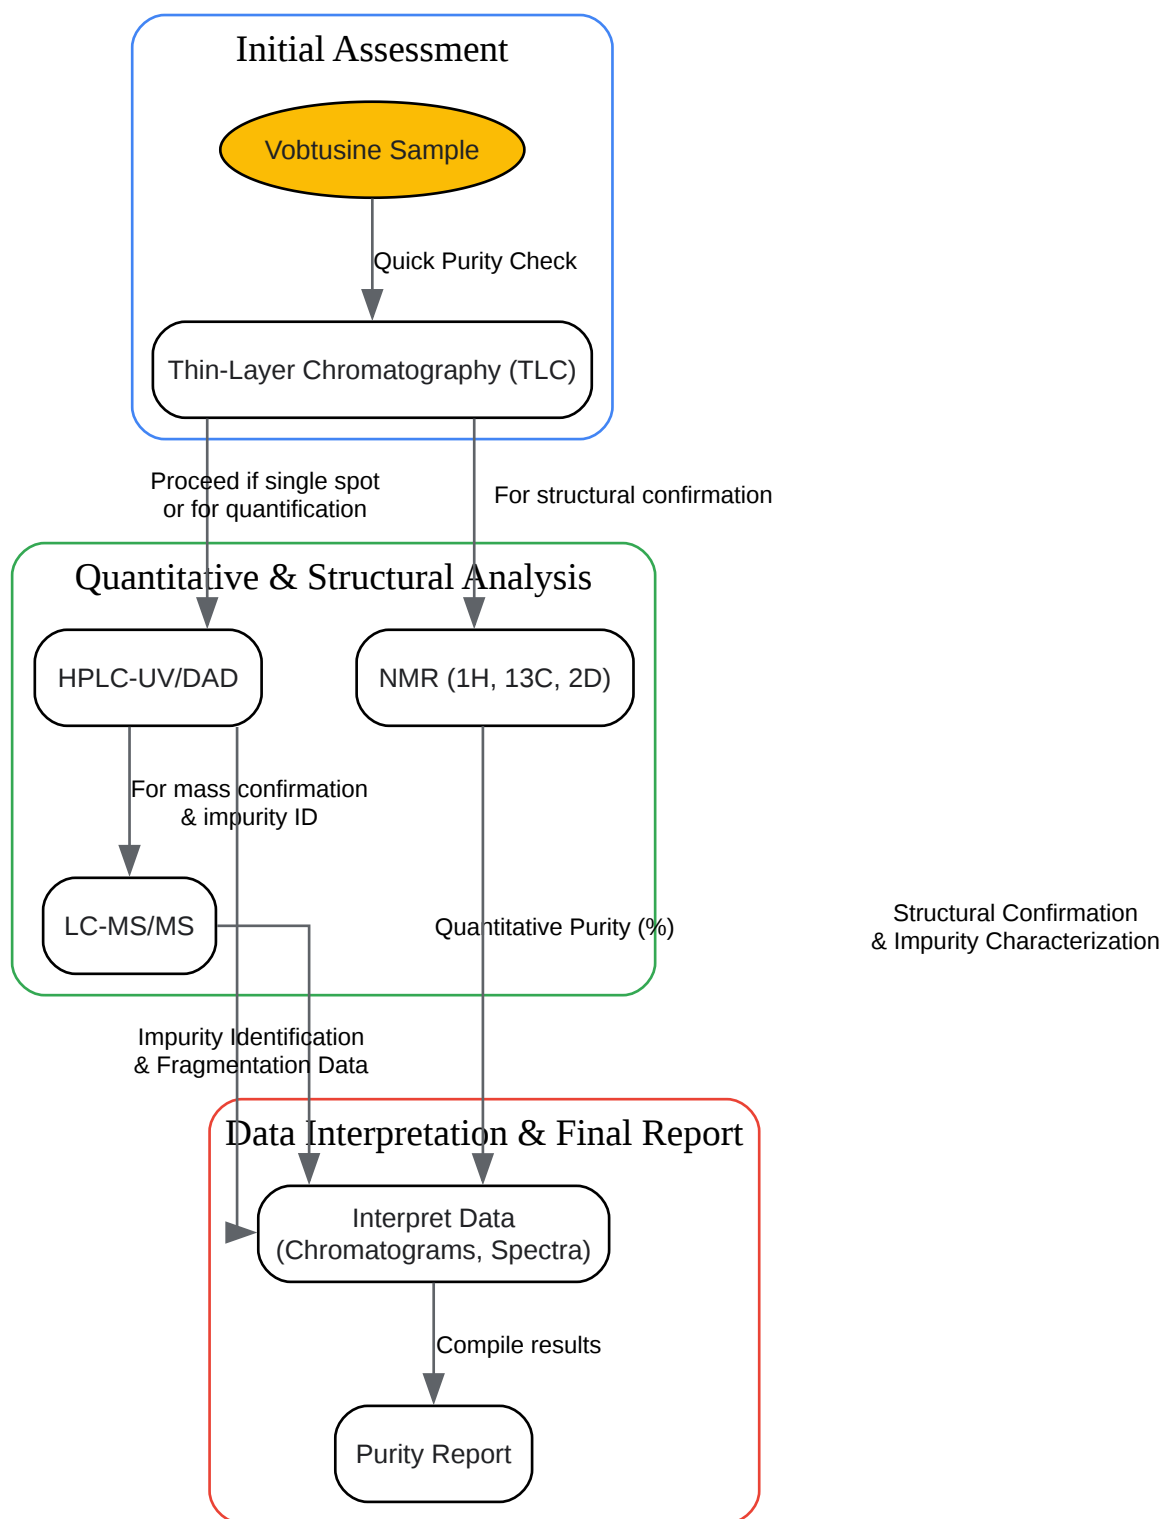 Initial Assessment
Vobtusine Sample
Quick Purity Check
Thin-Layer Chromatography (TLC)
Proceed if single spot
or for quantification
For structural confirmation
Quantitative & Structural Analysis
HPLC-UV/DAD
NMR (1H, 13C, 2D)
For mass confirmation
& impurity ID
LC-MS/MS
Quantitative Purity (%)
Structural Confirmation
& Impurity Characterization
Impurity Identification
& Fragmentation Data
Data Interpretation & Final Report
Interpret Data
(Chromatograms, Spectra)
Compile results
Purity Report